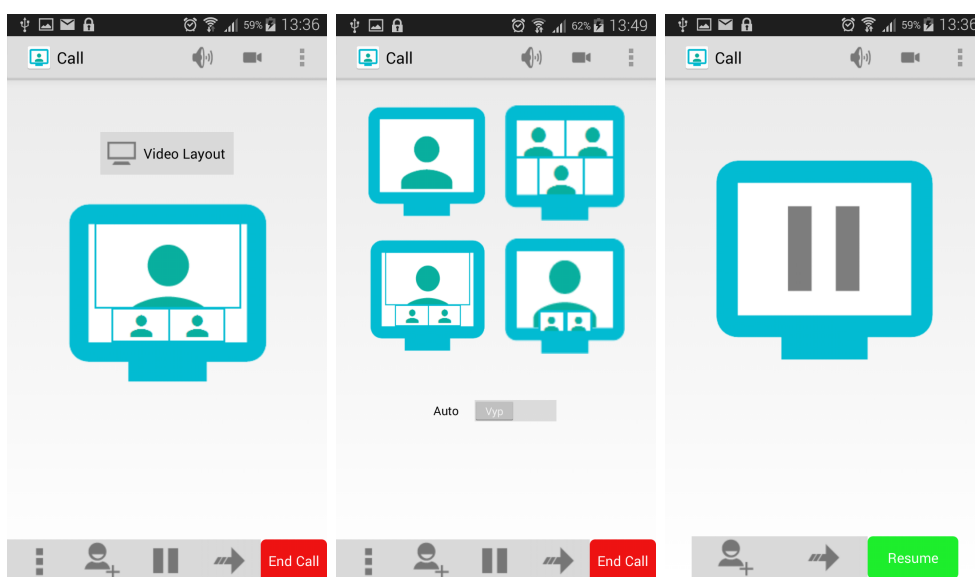 59% 13:36
Call
Video Layout
End Call
62% 13:49
Call
Auto Vyp
End Call
59% 13:36
Call
Resume